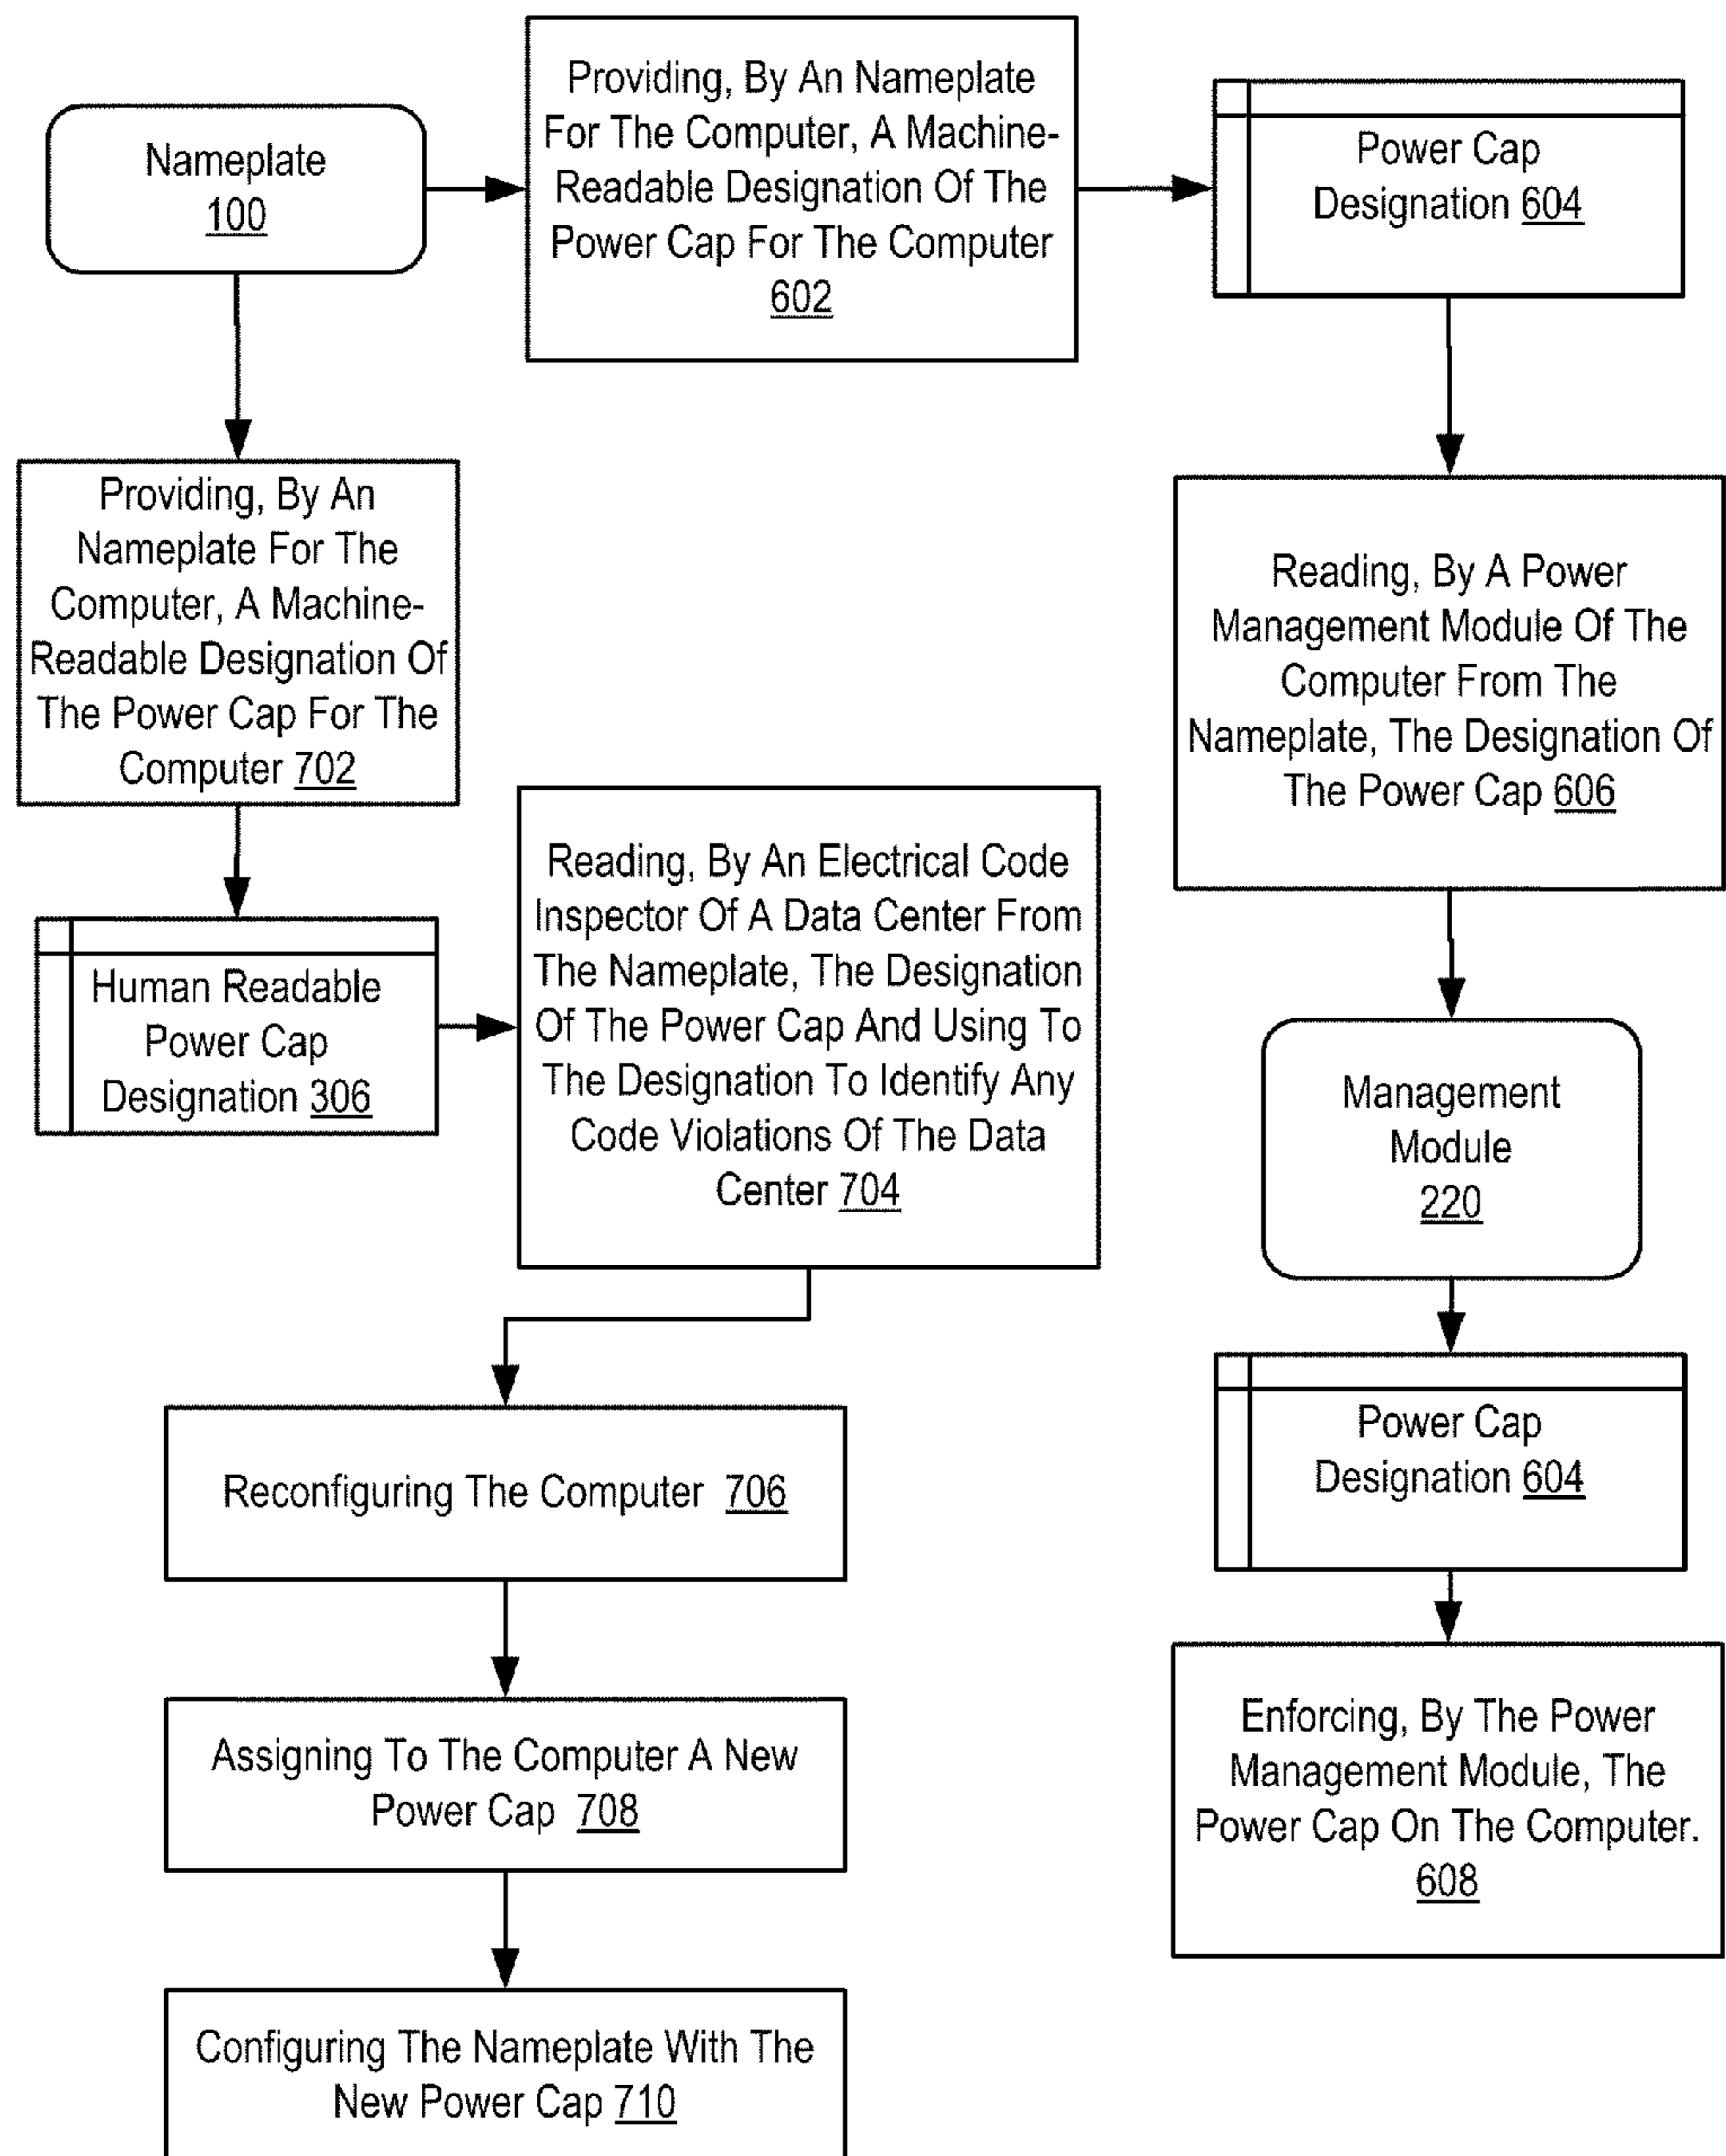 Nameplate
100
Providing, By An Nameplate
For The Computer, A Machine-
Readable Designation Of The
Power Cap For The Computer
602
Power Cap
Designation 604
Providing, By An
Nameplate For The
Computer, A Machine-
Readable Designation Of
The Power Cap For The
Computer 702
Reading, By A Power
Management Module Of The
Computer From The
Nameplate, The Designation Of
The Power Cap 606
Human Readable
Power Cap
Designation 306
Reading, By An Electrical Code
Inspector Of A Data Center From
The Nameplate, The Designation
Of The Power Cap And Using To
The Designation To Identify Any
Code Violations Of The Data
Center 704
Management
Module
220
Power Cap
Designation 604
Reconfiguring The Computer 706
Assigning To The Computer A New
Power Cap 708
Enforcing, By The Power
Management Module, The
Power Cap On The Computer.
608
Configuring The Nameplate With The
New Power Cap 710